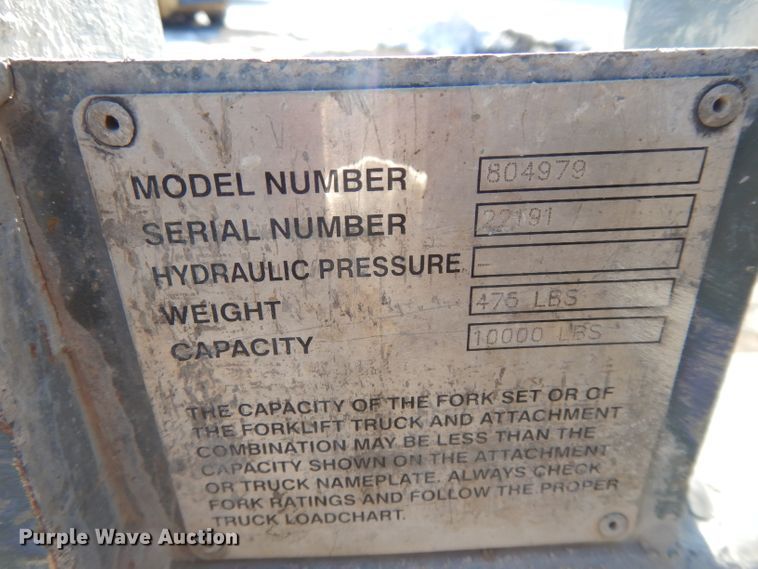 MODEL NUMBER 804979
SERIAL NUMBER 22191
HYDRAULIC PRESSURE -
WEIGHT 476 LBS
CAPACITY 10000 LBS
THE CAPACITY OF THE FORK SET OR OF
THE FORKLIFT TRUCK AND ATTACHMENT
COMBINATION MAY BE LESS THAN THE
CAPACITY SHOWN ON THE ATTACHMENT
OR TRUCK NAMEPLATE. ALWAYS CHECK
FORK RATINGS AND FOLLOW THE PROPER
TRUCK LOADCHART.
Purple Wave Auction